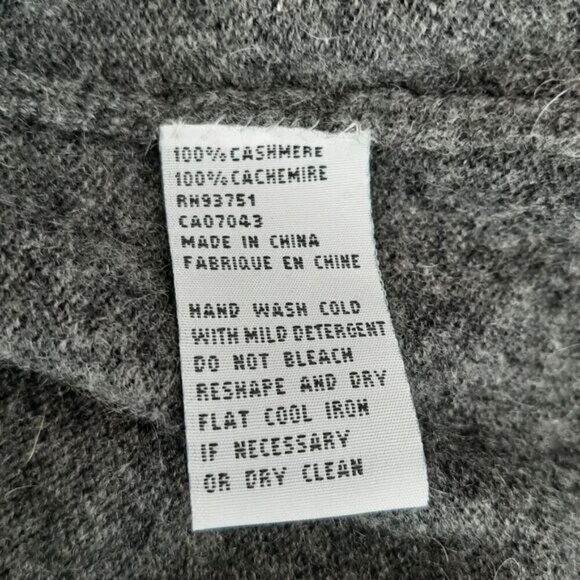 100%CASHMERE
100%CACHEMIRE
RN93751
CA07043
MADE IN CHINA
FABRIQUE EN CHINE
HAND WASH COLD
WITH MILD DETERGENT
DO NOT BLEACH
RESHAPE AND DRY
FLAT COOL IRON
IF NECESSARY
OR DRY CLEAN